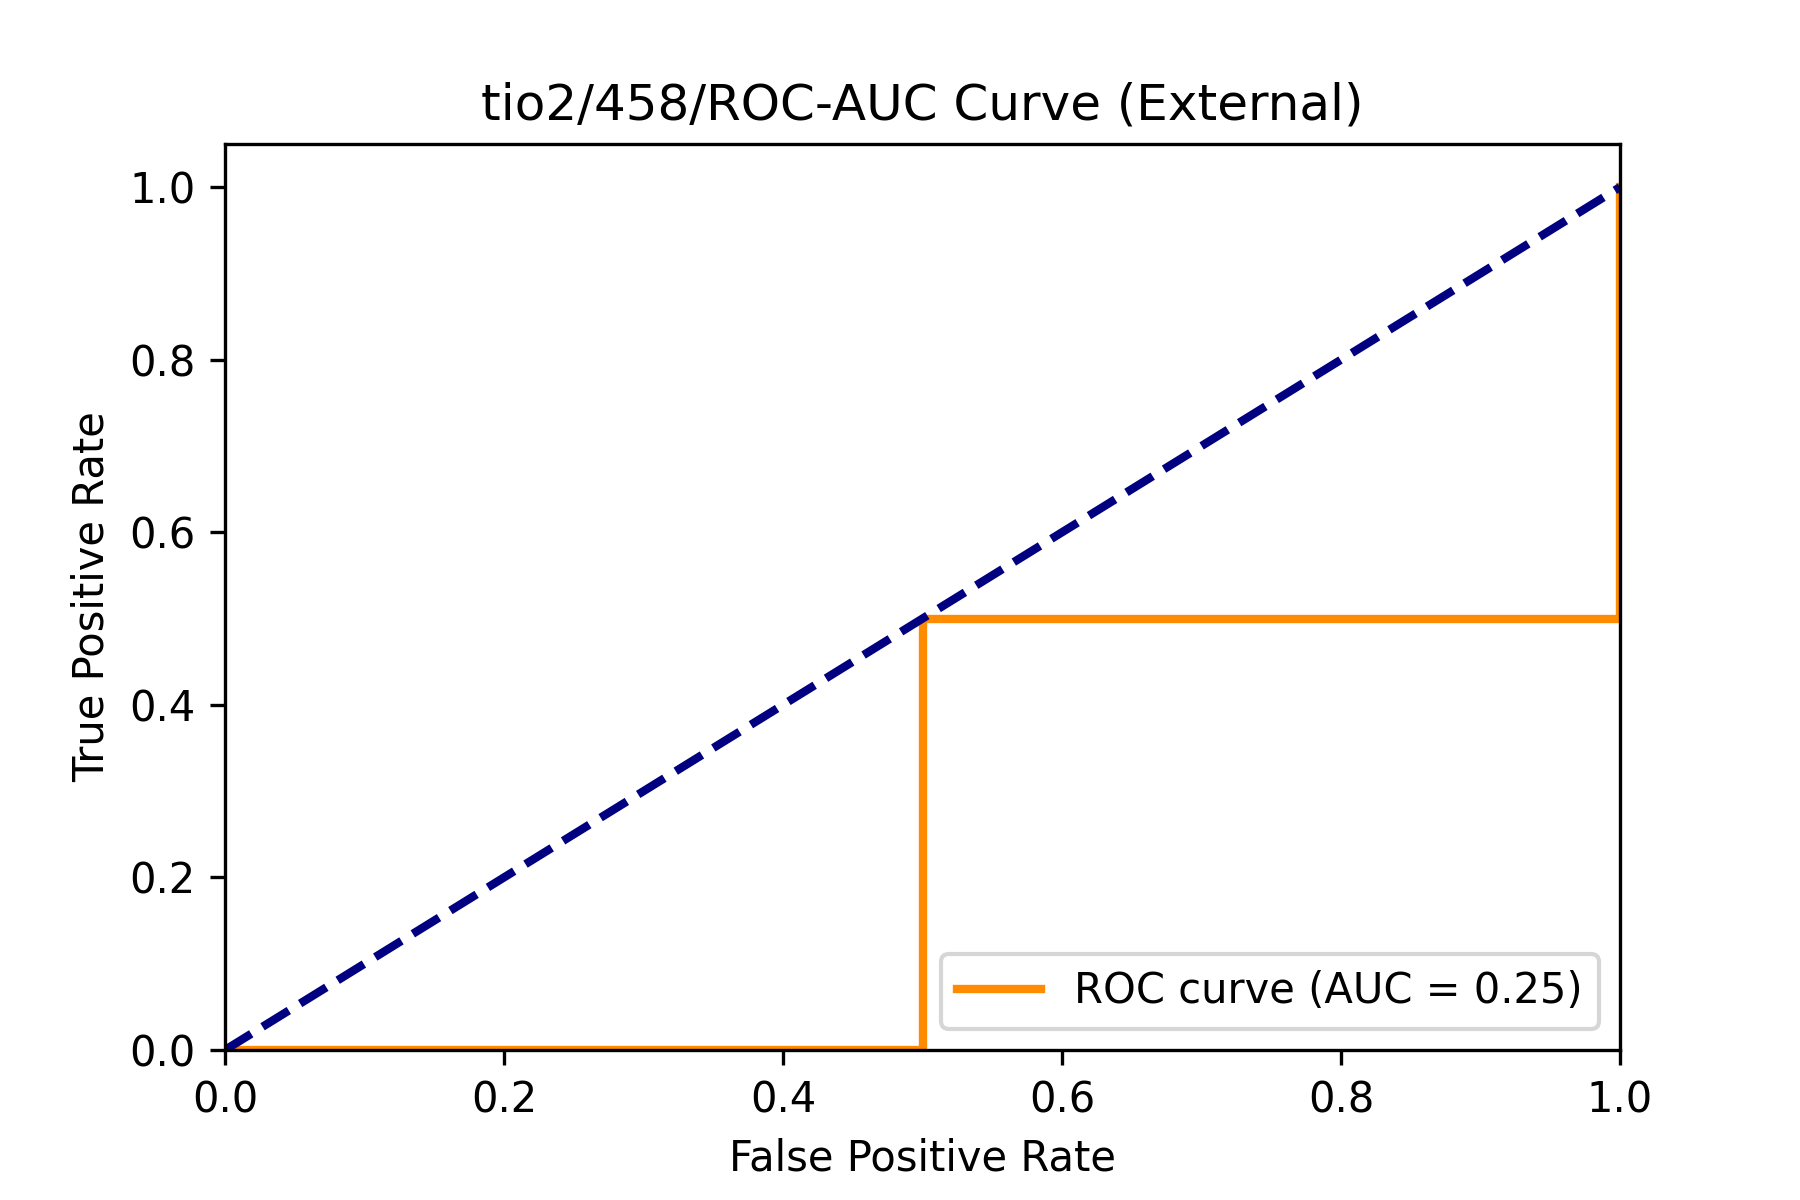 tio2/458/ROC-AUC Curve (External)
True Positive Rate
1.0
0.8
0.6
0.4
0.2
0.0
ROC curve (AUC = 0.25)
0.0 0.2 0.4 0.6 0.8 1.0
False Positive Rate